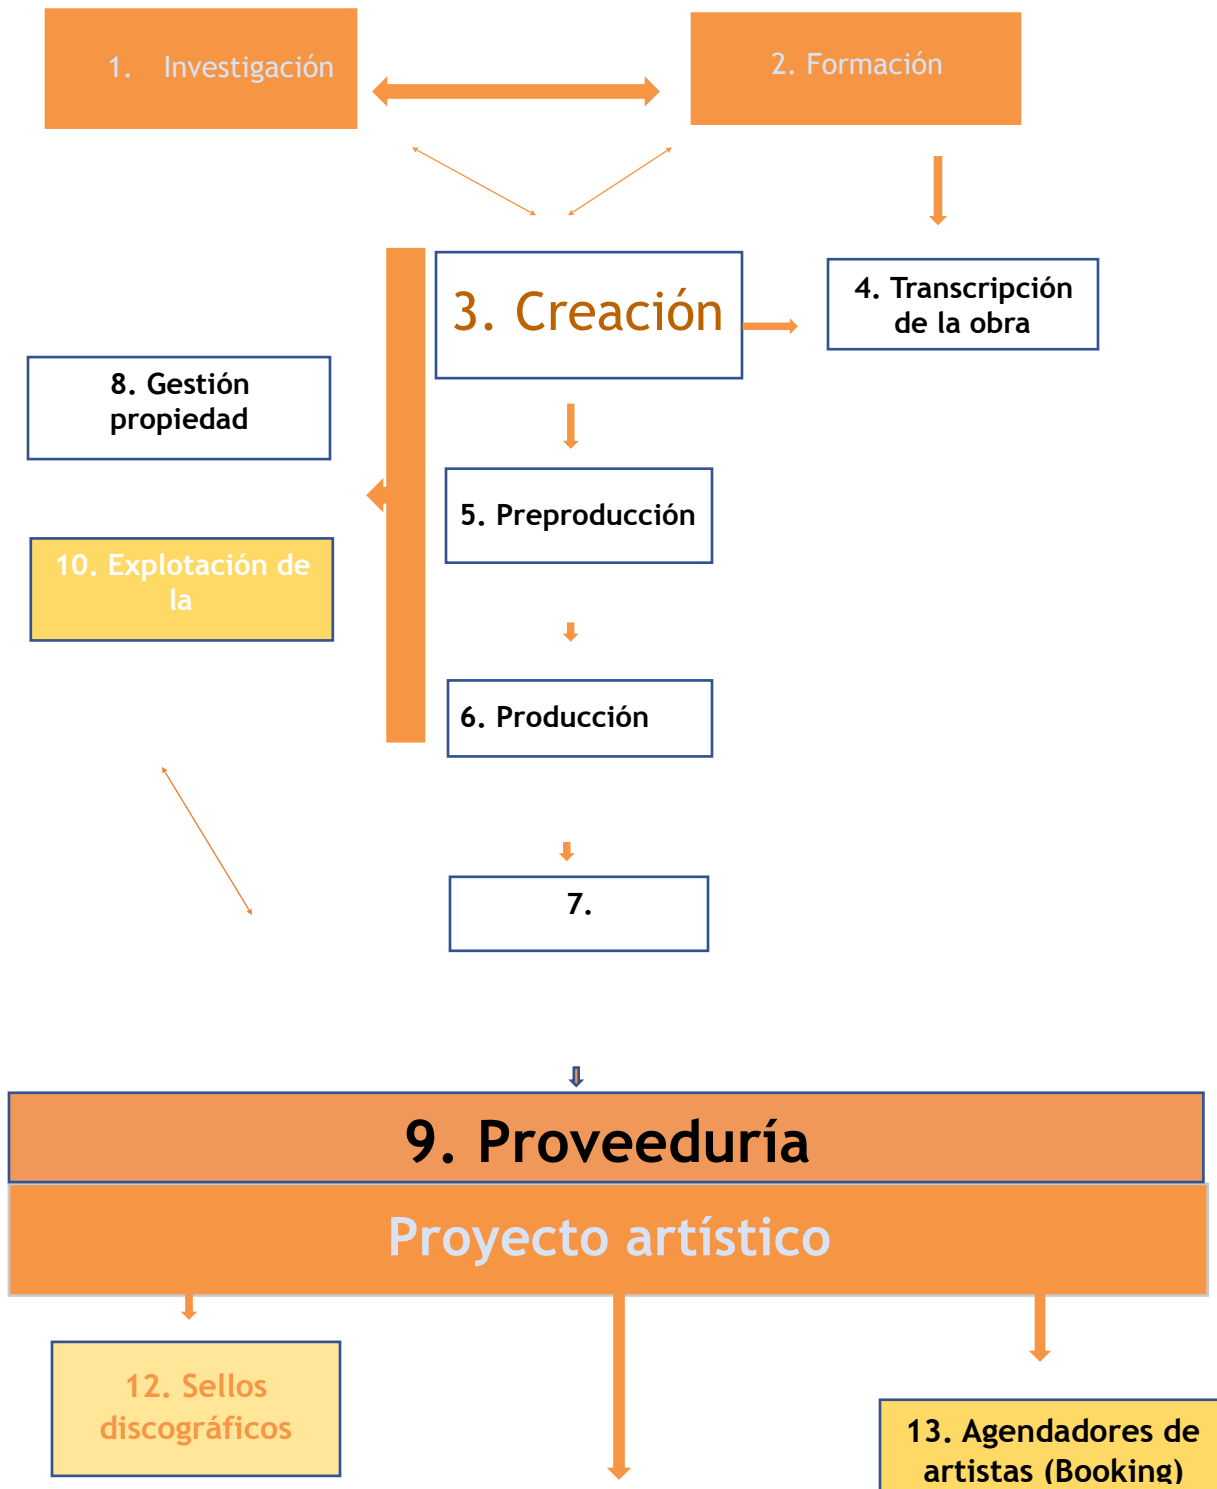 1. Investigación
2. Formación
3. Creación
4. Transcripción
de la obra
8. Gestión
propiedad
5. Preproducción
10. Explotación de
la
6. Producción
7.
9. Proveeduría
Proyecto artístico
12. Sellos
discográficos
13. Agendadores de
artistas (Booking)